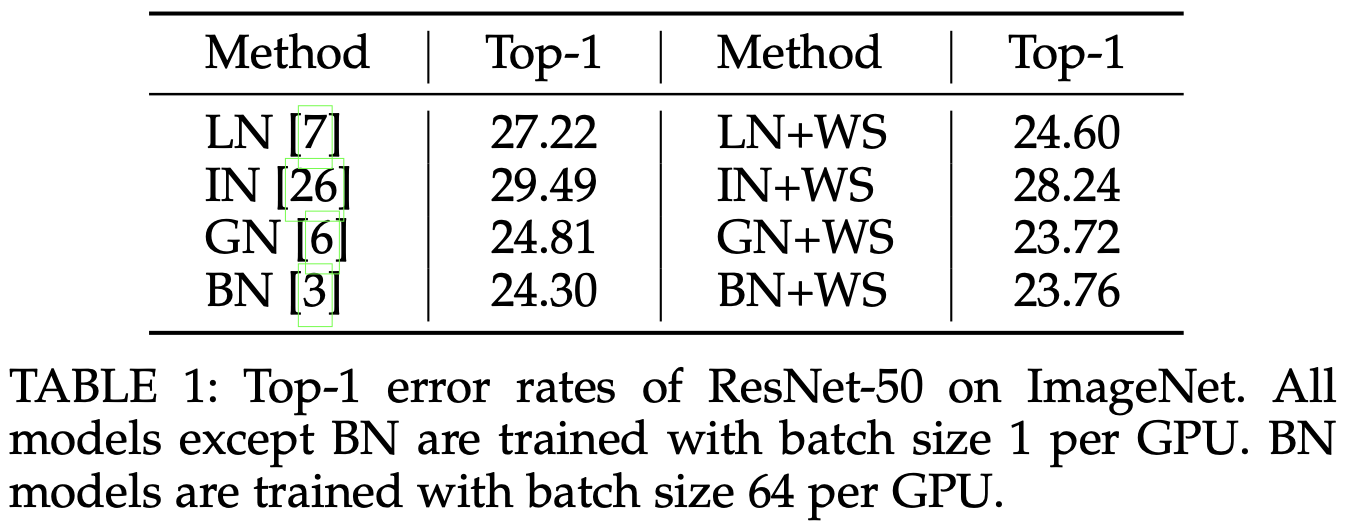 Method Top-1 Method Top-1
LN [7] 27.22 LN+WS 24.60
IN [26] 29.49 IN+WS 28.24
GN [6] 24.81 GN+WS 23.72
BN [3] 24.30 BN+WS 23.76
TABLE 1: Top-1 error rates of ResNet-50 on ImageNet. All
models except BN are trained with batch size 1 per GPU. BN
models are trained with batch size 64 per GPU.